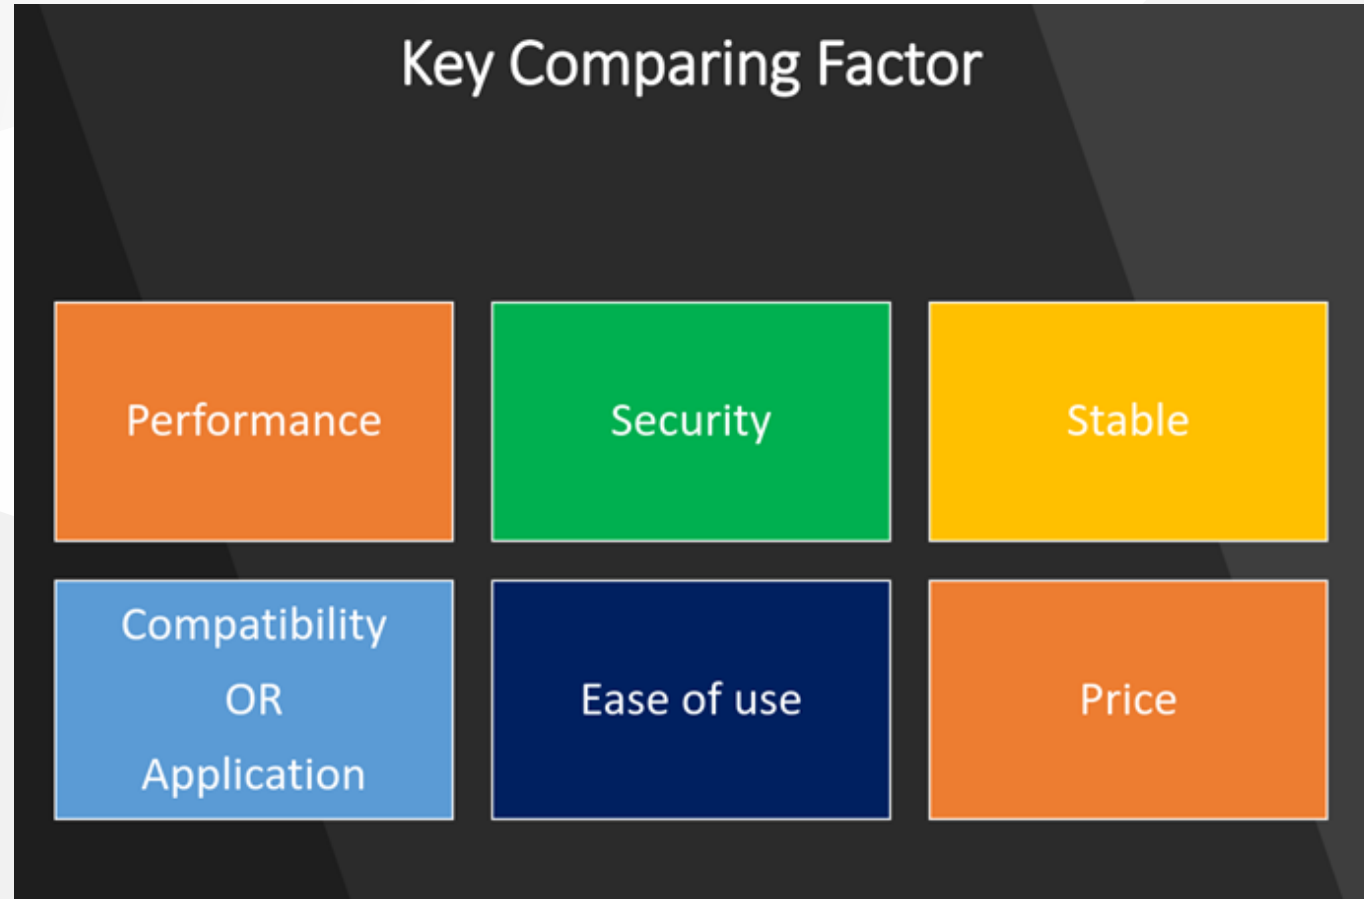 Key Comparing Factor
Performance
Security
Stable
Compatibility
OR
Application
Ease of use
Price